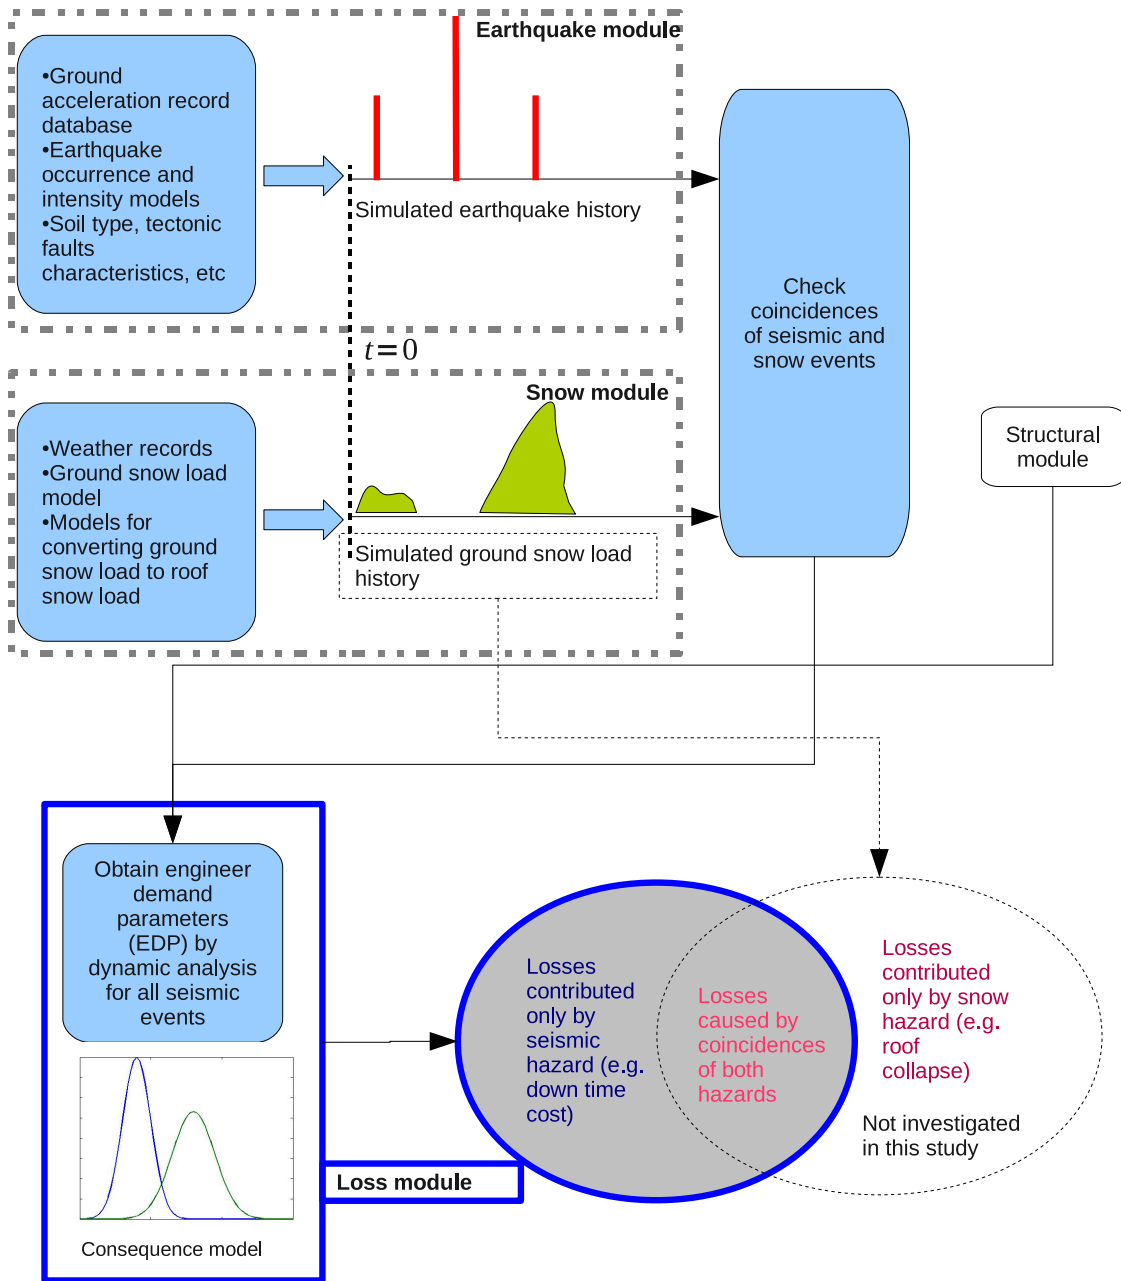 Earthquake module
•Ground
acceleration record
database
•Earthquake
occurrence and
intensity models
•Soil type, tectonic
faults
characteristics, etc
Simulated earthquake history
t=0
Check
coincidences
of seismic and
snow events
Snow module
•Weather records
•Ground snow load
model
•Models for
converting ground
snow load to roof
snow load
Simulated ground snow load
history
Structural
module
Obtain engineer
demand
parameters
(EDP) by
dynamic analysis
for all seismic
events
Consequence model
Loss module
Losses
contributed
only by
seismic
hazard (e.g.
down time
cost)
Losses
caused by
coincidences
of both
hazards
Losses
contributed
only by snow
hazard (e.g.
roof
collapse)
Not investigated
in this study